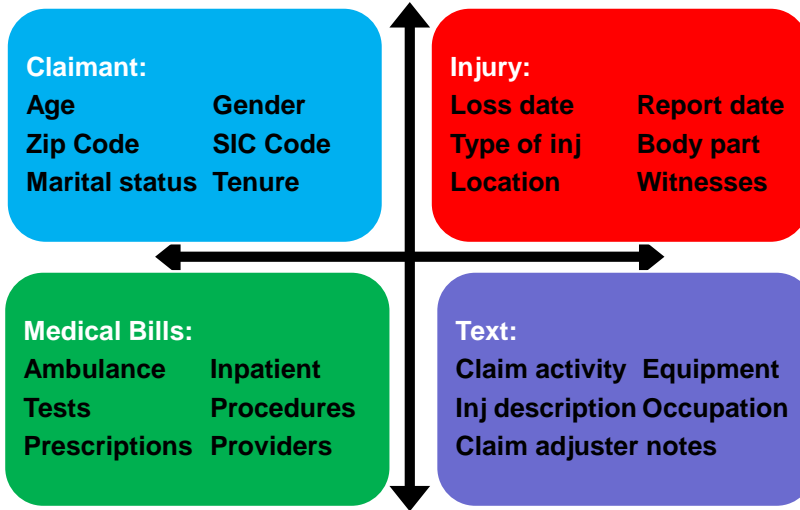 Claimant:
Age Gender
Zip Code SIC Code
Marital status Tenure
Injury:
Loss date Report date
Type of inj Body part
Location Witnesses
Medical Bills:
Ambulance Inpatient
Tests Procedures
Prescriptions Providers
Text:
Claim activity Equipment
Inj description Occupation
Claim adjuster notes